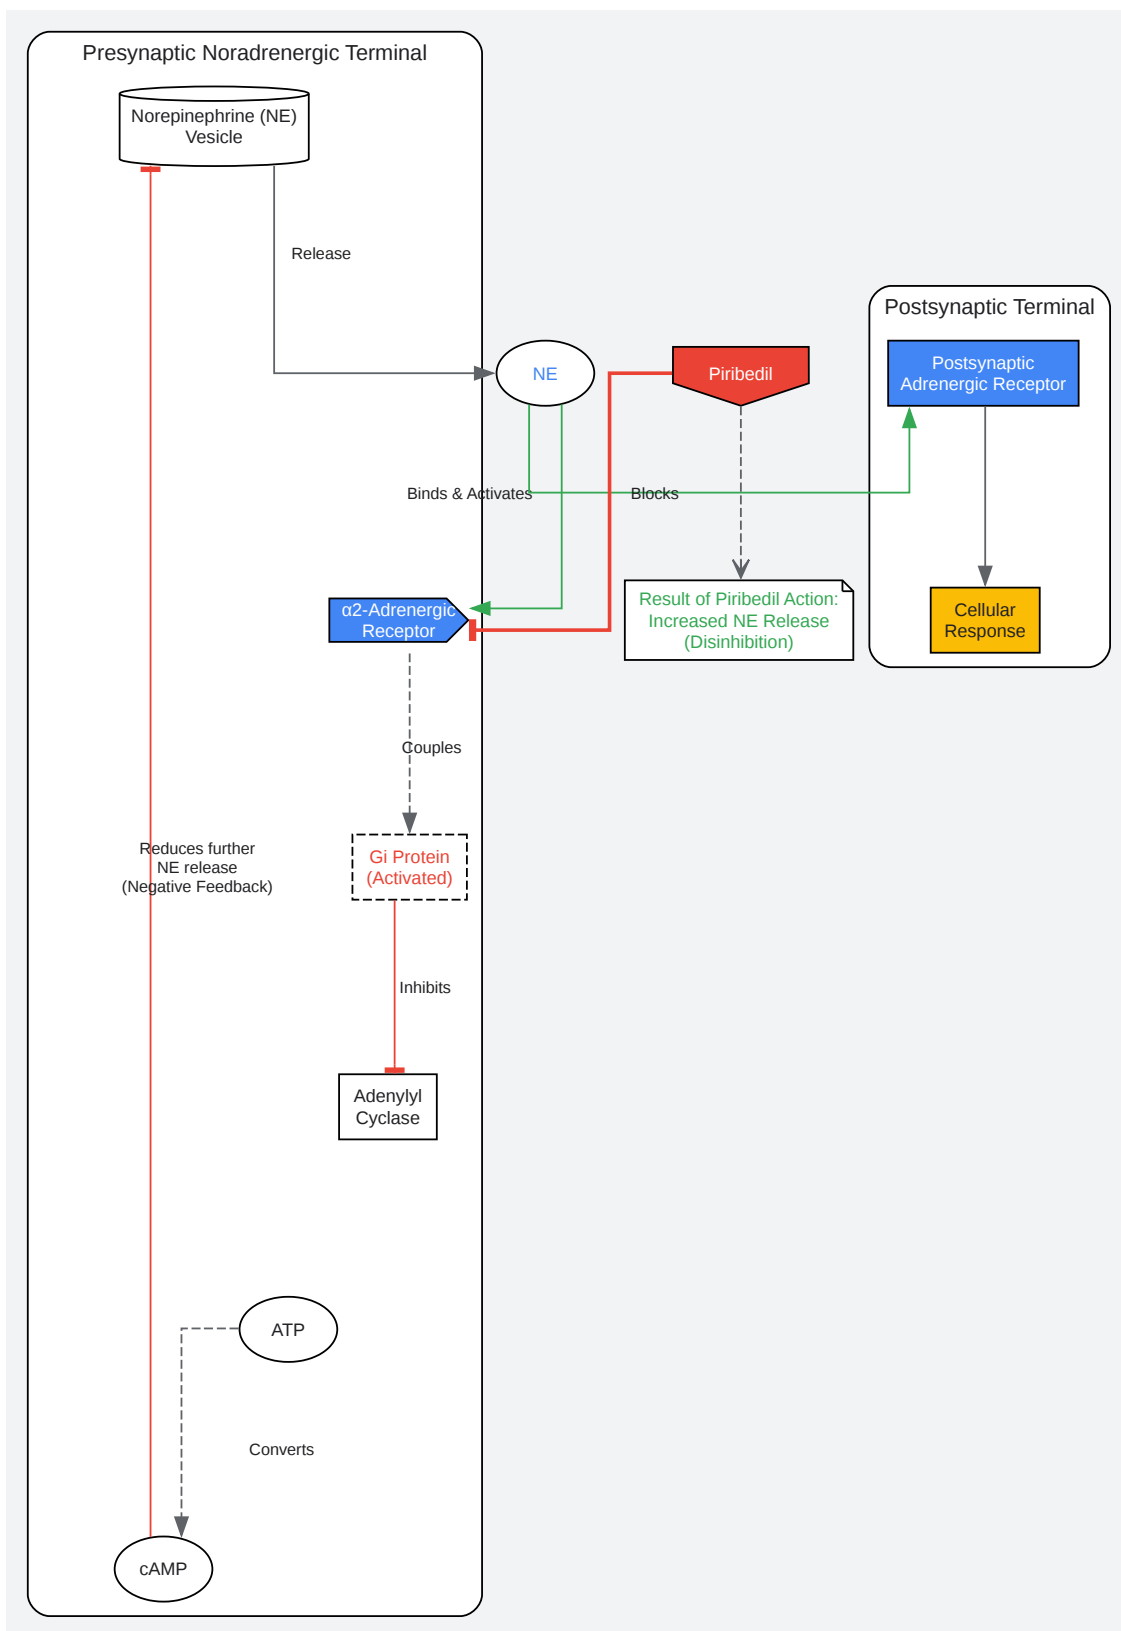 Presynaptic Noradrenergic Terminal
Norepinephrine (NE)
Vesicle
Release
Postsynaptic Terminal
NE
Piribedil
Postsynaptic
Adrenergic Receptor
Binds & Activates
Blocks
α2-Adrenergic
Receptor
Result of Piribedil Action:
Increased NE Release
(Disinhibition)
Cellular
Response
Couples
Reduces further
NE release
(Negative Feedback)
Gi Protein
(Activated)
Inhibits
Adenylyl
Cyclase
ATP
Converts
cAMP